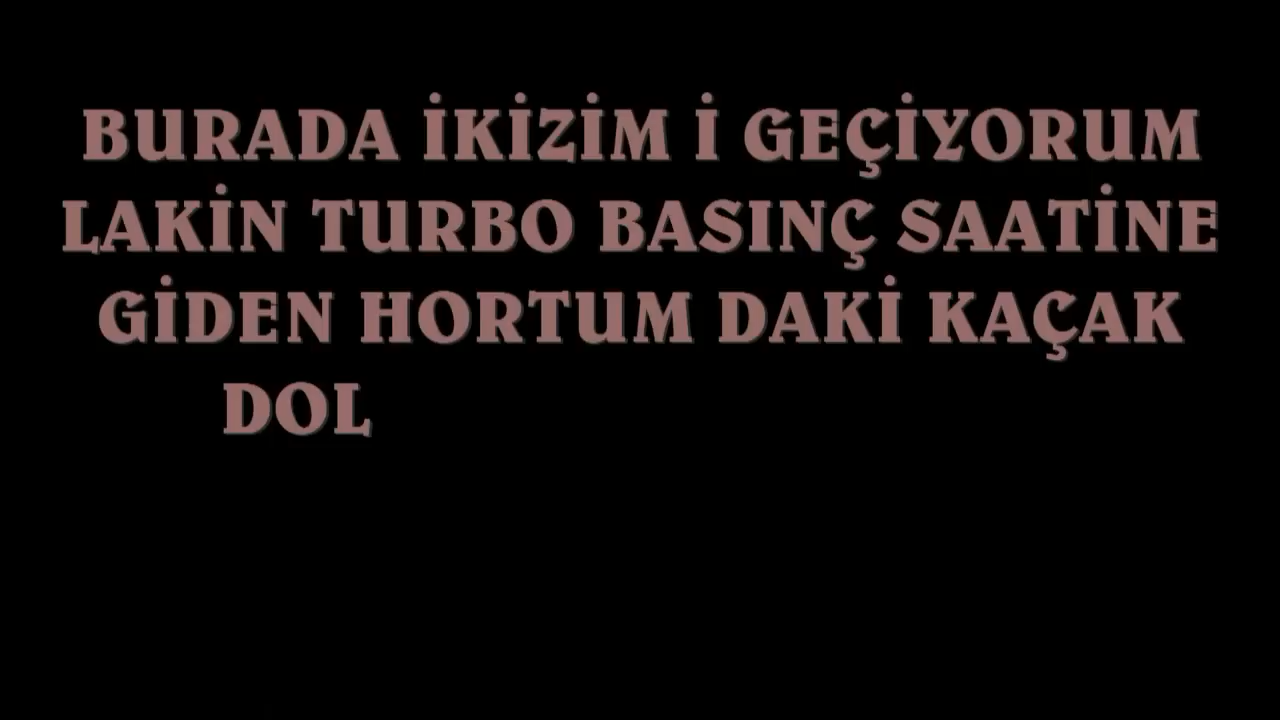 BURADA İKİZİM İ GEÇİYORUM
LAKİN TURBO BASINÇ SAATİNE
GİDEN HORTUM DAKİ KAÇAK
DOL